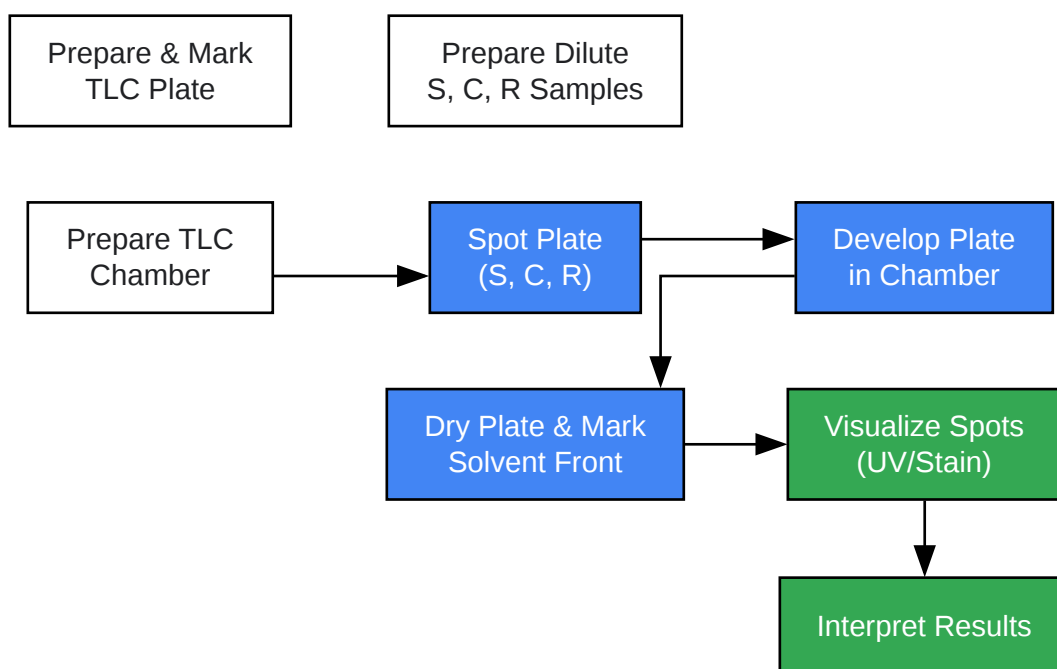 Prepare & Mark
TLC Plate
Prepare Dilute
S, C, R Samples
Prepare TLC
Chamber
Spot Plate
(S, C, R)
Develop Plate
in Chamber
Dry Plate & Mark
Solvent Front
Visualize Spots
(UV/Stain)
Interpret Results